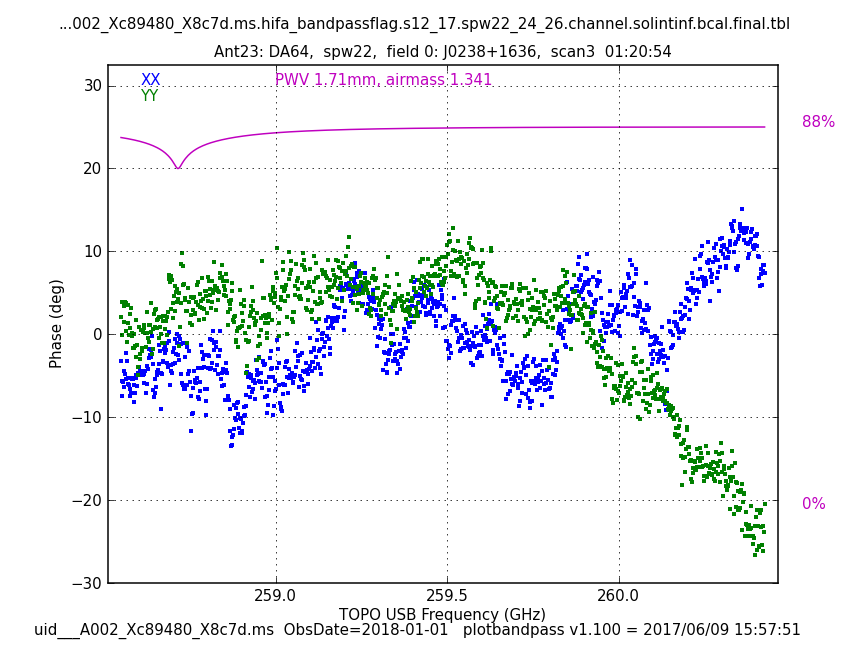 ...002_Xc89480_X8c7d.ms.hifa_bandpassflag.s12_17.spw22_24_26.channel.solintinf.bcal.final.tbl
Ant23: DA64,  spw22,  field 0: J0238+1636,  scan3  01:20:54
XX
PWV 1.71mm, airmass 1.341
YY
30
20
10
0
−10
−20
−30
88%
0%
Phase (deg)
259.0
259.5
260.0
TOPO USB Frequency (GHz)
uid___A002_Xc89480_X8c7d.ms  ObsDate=2018-01-01   plotbandpass v1.100 = 2017/06/09 15:57:51